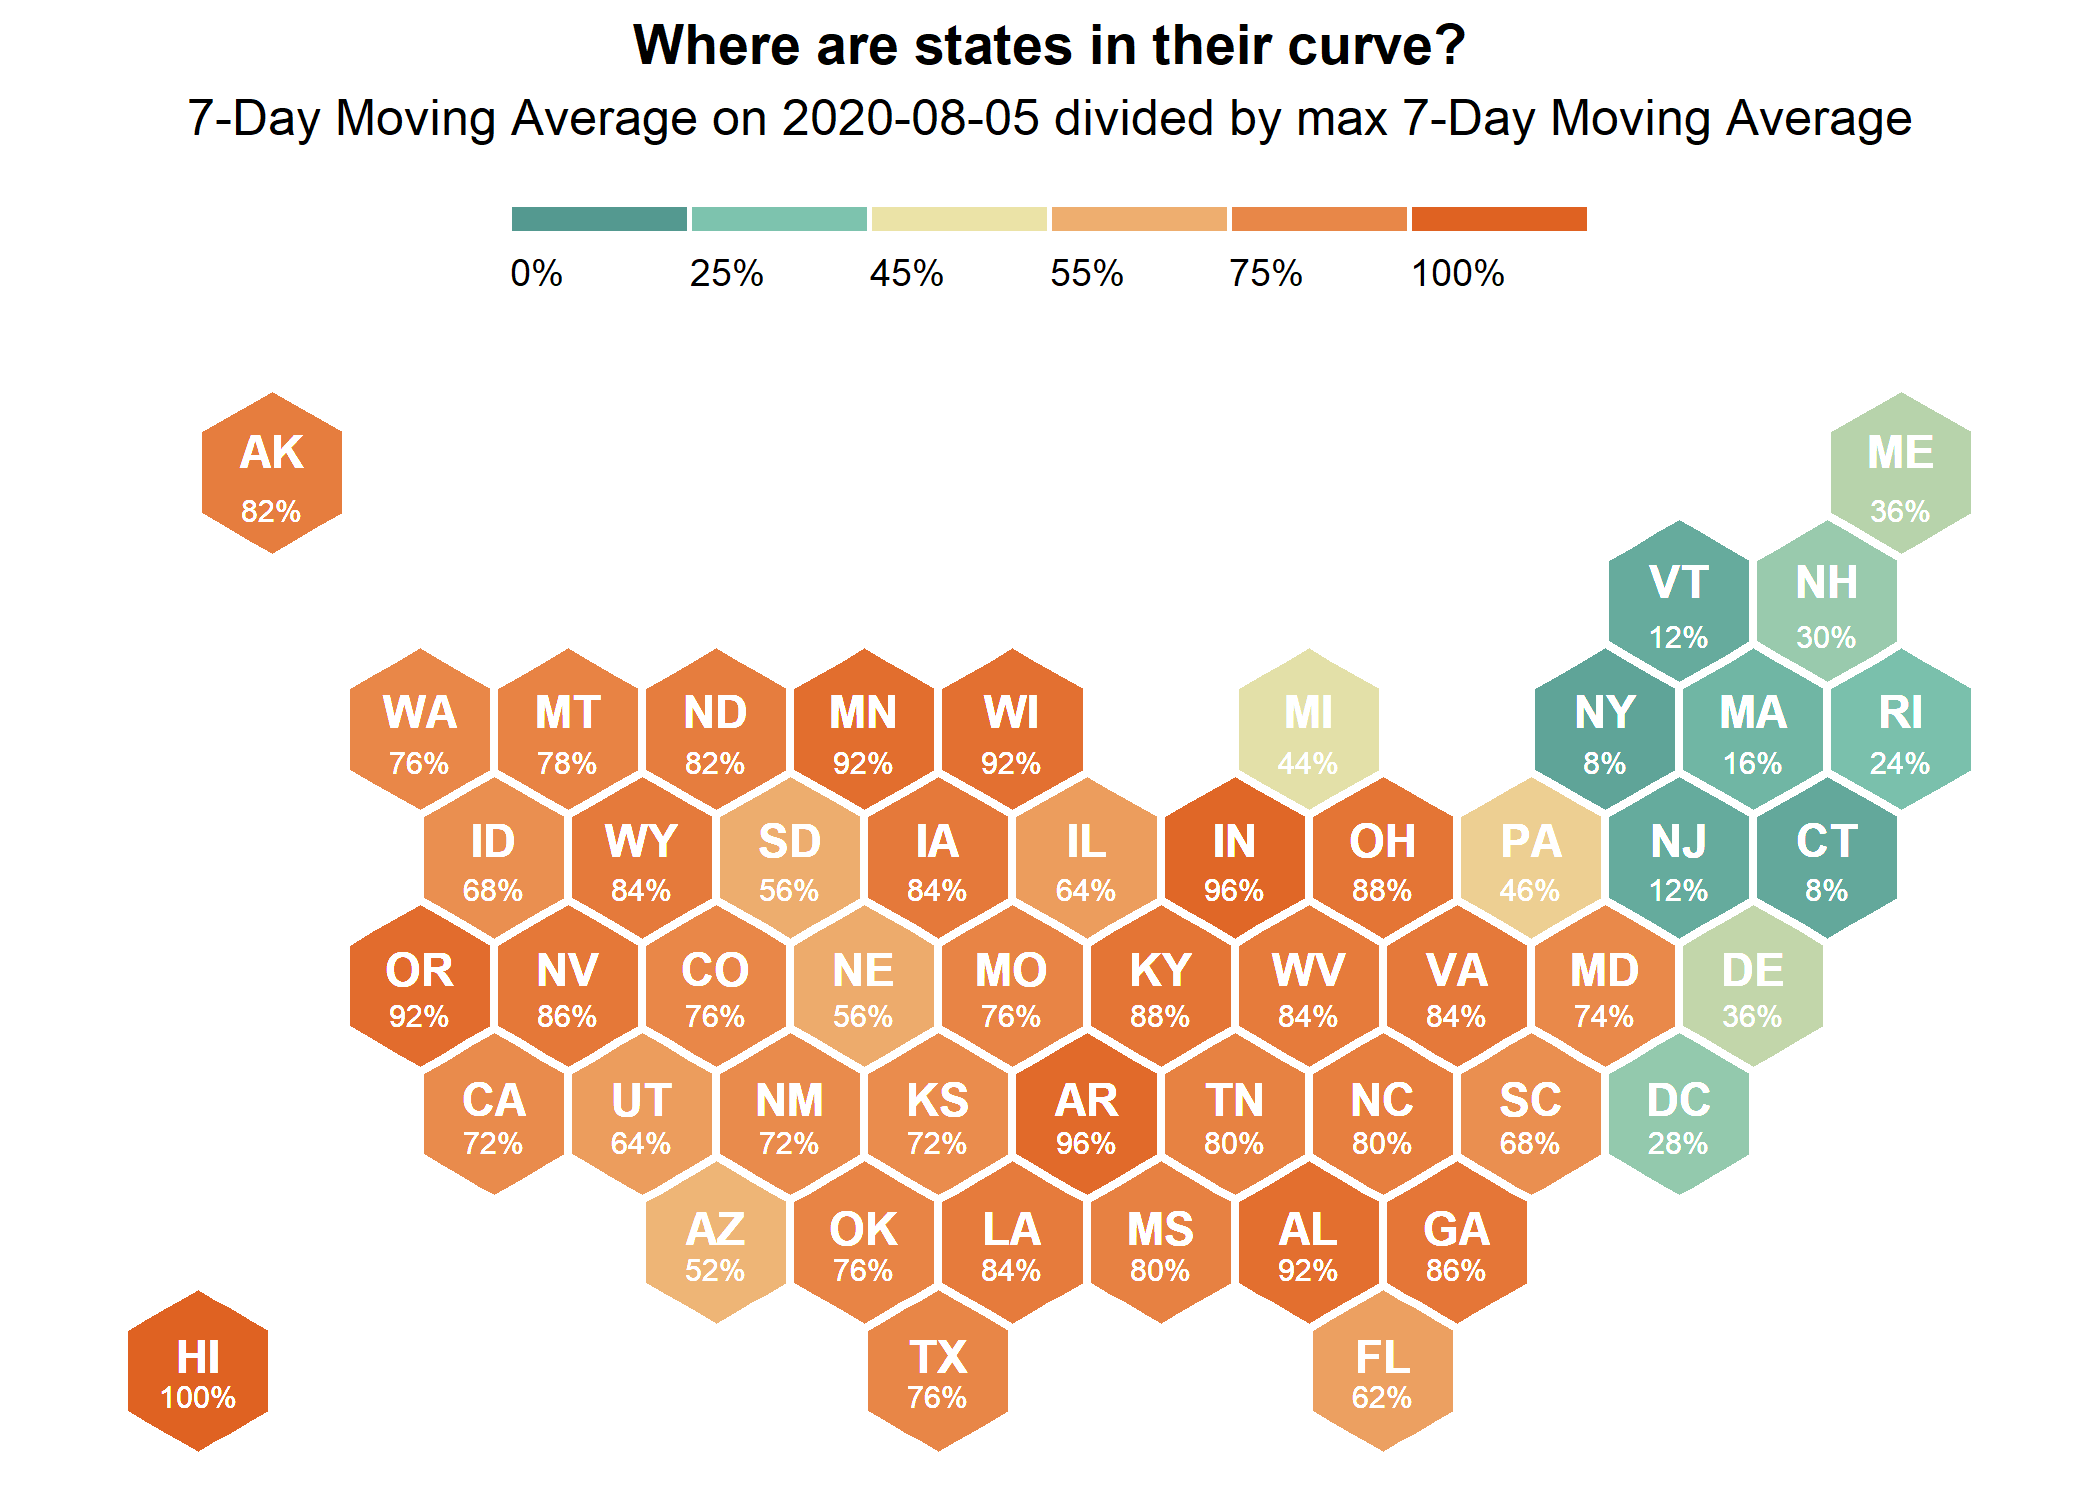 Where are states in their curve?
7-Day Moving Average on 2020-08-05 divided by max 7-Day Moving Average
0% 25% 45% 55% 75% 100%
AK ME
82% 36%
VT NH
12% 30%
WA MT ND MN WI MI NY MA RI
76% 78% 82% 92% 92% 44% 8% 16% 24%
ID WY SD IA IL IN OH PA NJ CT
68% 84% 56% 84% 64% 96% 88% 46% 12% 8%
OR NV CO NE MO KY WV VA MD DE
92% 86% 76% 56% 76% 88% 84% 84% 74% 36%
CA UT NM KS AR TN NC SC DC
72% 64% 72% 72% 96% 80% 80% 68% 28%
AZ OK LA MS AL GA
52% 76% 84% 80% 92% 86%
HI TX FL
100% 76% 62%